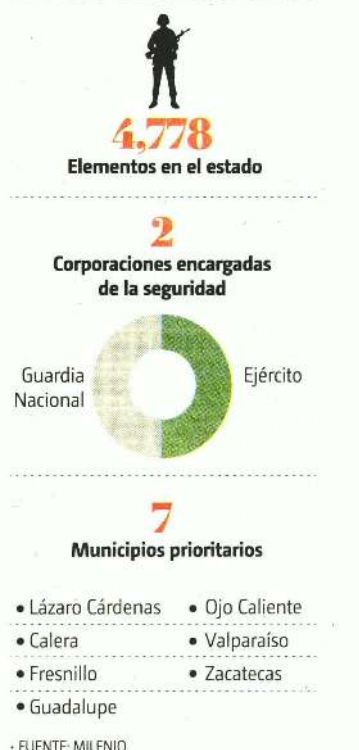 4,778
Elementos en el estado
2
Corporaciones encargadas
de la seguridad
Guardia
Nacional
Ejército
7
Municipios prioritarios
• Lázaro Cárdenas
• Ojo Caliente
• Calera
• Valparaíso
• Fresnillo
• Zacatecas
• Guadalupe
• FUENTE: MILENIO